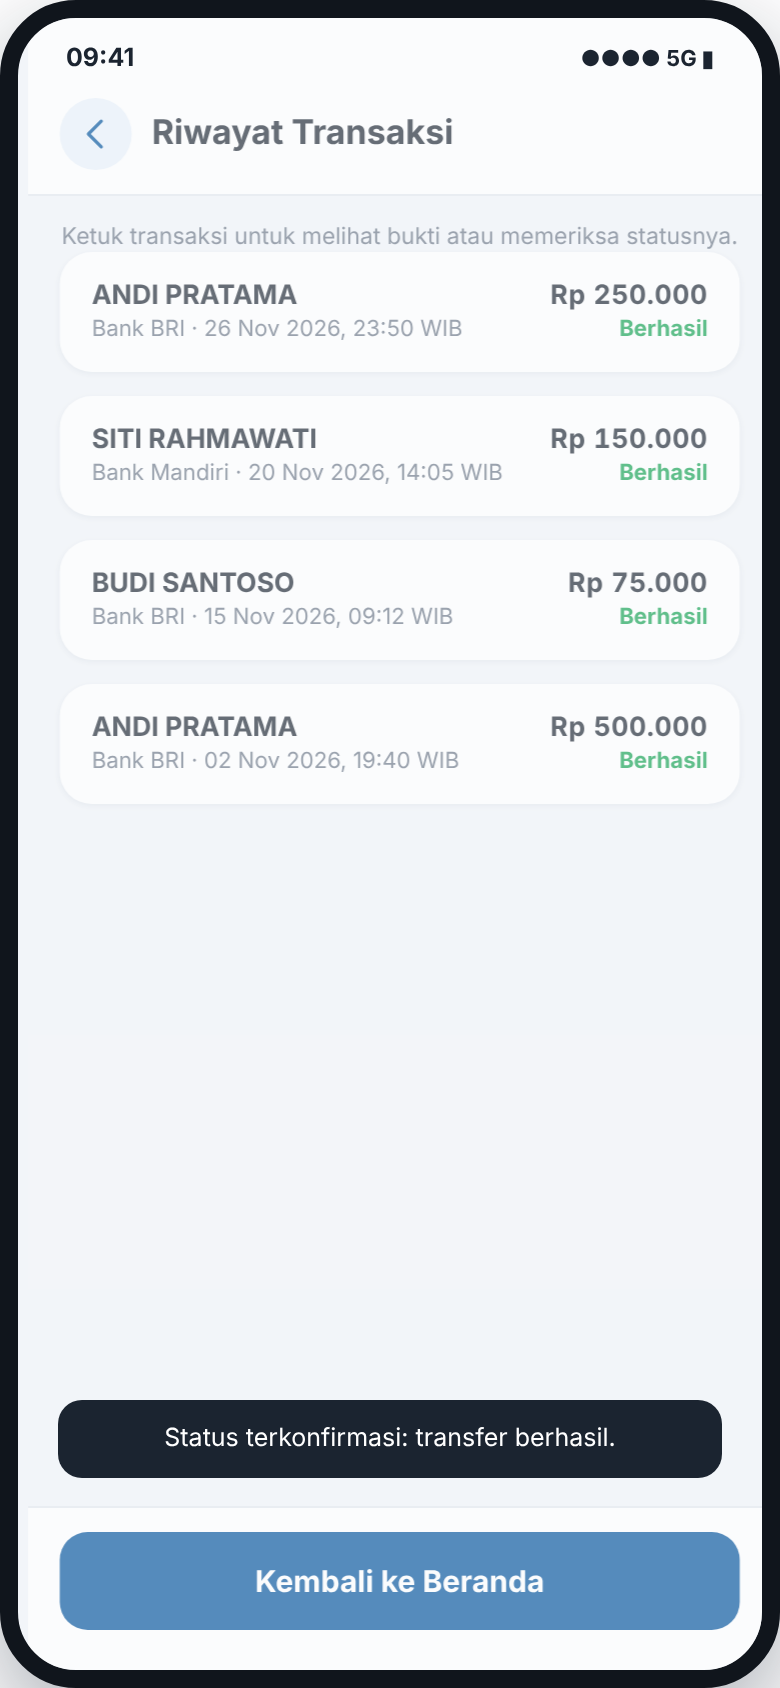 09:41
5G
Riwayat Transaksi
Ketuk transaksi untuk melihat bukti atau memeriksa statusnya.
ANDI PRATAMA Rp 250.000
Bank BRI · 26 Nov 2026, 23:50 WIB Berhasil
SITI RAHMAWATI Rp 150.000
Bank Mandiri · 20 Nov 2026, 14:05 WIB Berhasil
BUDI SANTOSO Rp 75.000
Bank BRI · 15 Nov 2026, 09:12 WIB Berhasil
ANDI PRATAMA Rp 500.000
Bank BRI · 02 Nov 2026, 19:40 WIB Berhasil
Status terkonfirmasi: transfer berhasil.
Kembali ke Beranda